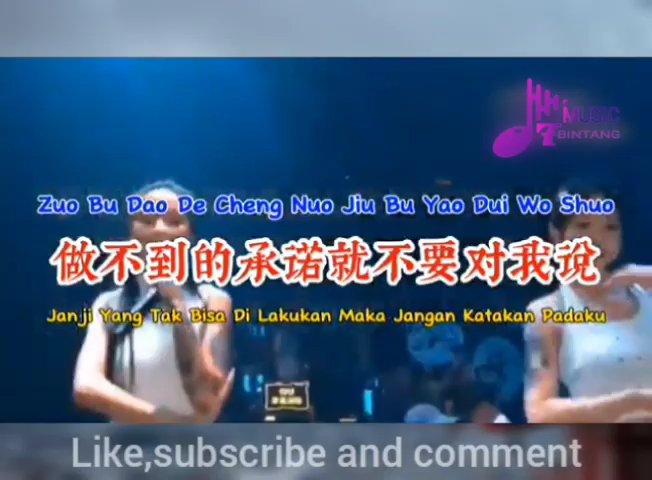 MUSIC
7 BINTANG
Zuo Bu Dao De Cheng Nuo Jiu Bu Yao Dui Wo Shuo
做不到的承诺就不要对我说
Janji Yang Tak Bisa Di Lakukan Maka Jangan Katakan Padaku
Like,subscribe and comment